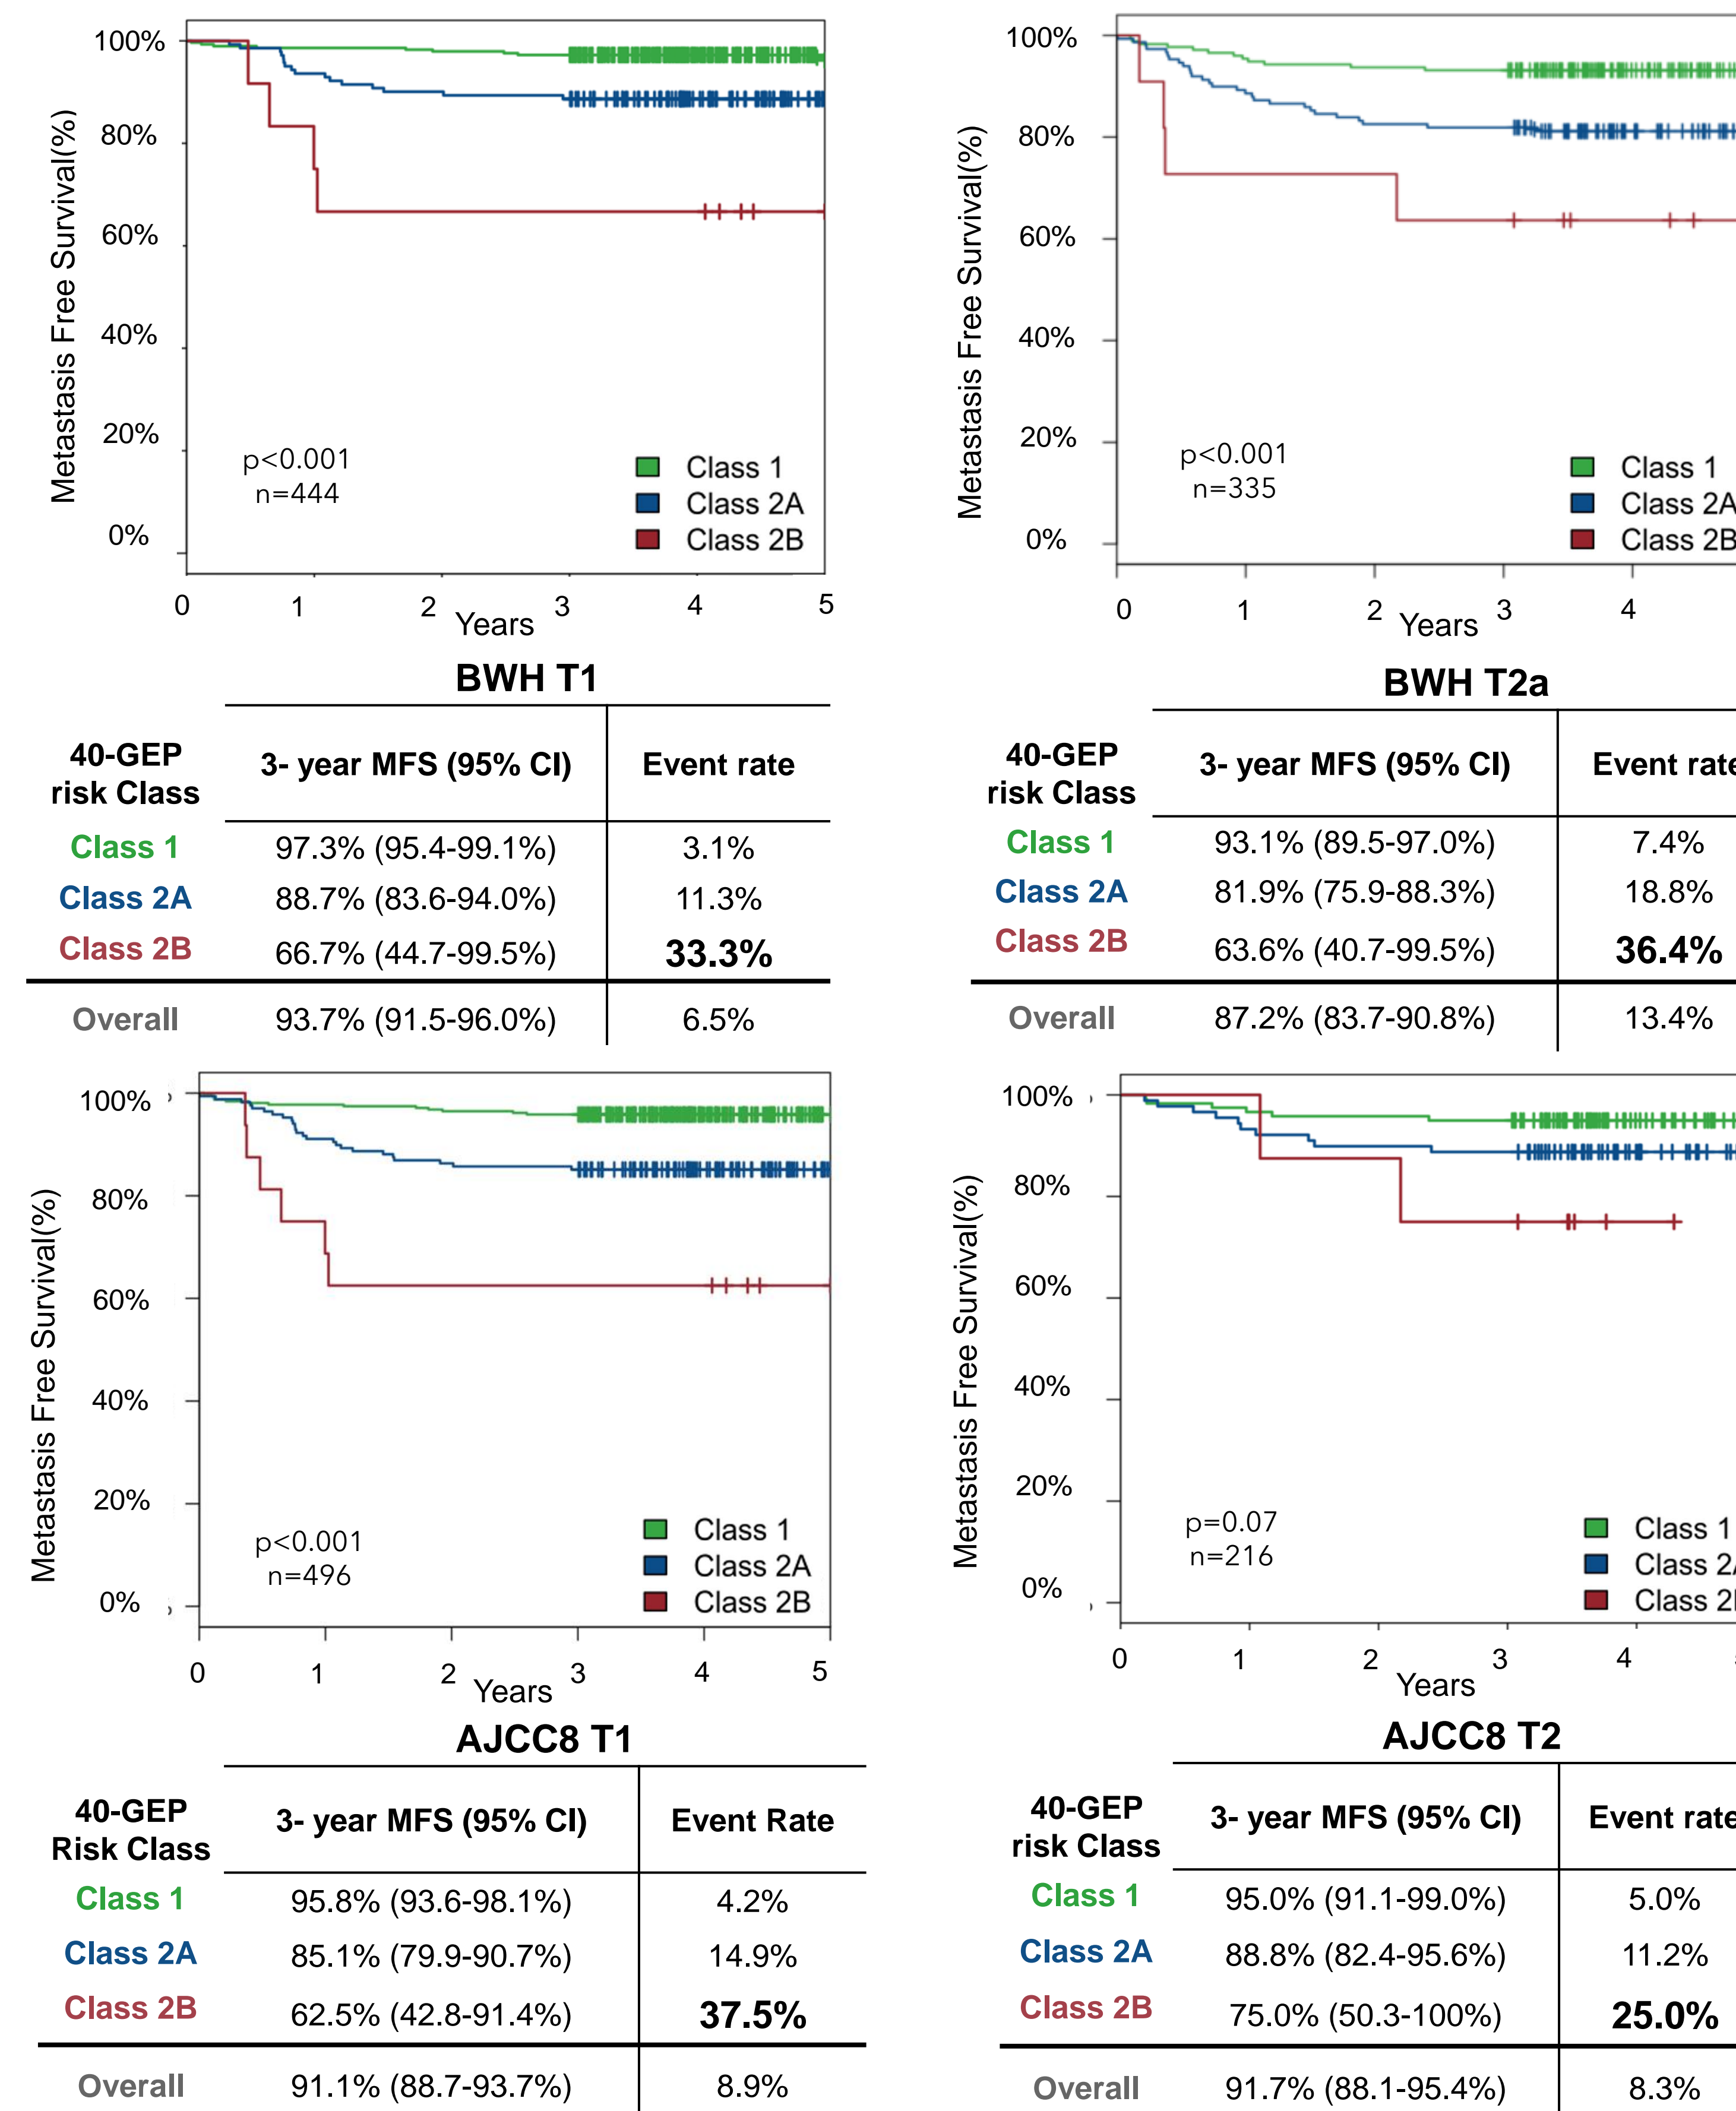 100%
80%
60%
40%
20%
0%
Metastasis Free Survival(%)
p<0.001
n=444
Class 1
Class 2A
Class 2B
0 1 2 3 4 5
Years
BWH T1
40-GEP
risk Class
3- year MFS (95% CI) Event rate
Class 1 97.3% (95.4-99.1%) 3.1%
Class 2A 88.7% (83.6-94.0%) 11.3%
Class 2B 66.7% (44.7-99.5%) 33.3%
Overall 93.7% (91.5-96.0%) 6.5%
100%
80%
60%
40%
20%
0%
Metastasis Free Survival(%)
p<0.001
n=335
Class 1
Class 2A
Class 2B
0 1 2 3 4
Years
BWH T2a
40-GEP
risk Class
3- year MFS (95% CI) Event rate
Class 1 93.1% (89.5-97.0%) 7.4%
Class 2A 81.9% (75.9-88.3%) 18.8%
Class 2B 63.6% (40.7-99.5%) 36.4%
Overall 87.2% (83.7-90.8%) 13.4%
100%
80%
60%
40%
20%
0%
Metastasis Free Survival(%)
p<0.001
n=496
Class 1
Class 2A
Class 2B
0 1 2 3 4 5
Years
AJCC8 T1
40-GEP
Risk Class
3- year MFS (95% CI) Event Rate
Class 1 95.8% (93.6-98.1%) 4.2%
Class 2A 85.1% (79.9-90.7%) 14.9%
Class 2B 62.5% (42.8-91.4%) 37.5%
Overall 91.1% (88.7-93.7%) 8.9%
100%
80%
60%
40%
20%
0%
Metastasis Free Survival(%)
p=0.07
n=216
Class 1
Class 2
Class 2
0 1 2 3 4
Years
AJCC8 T2
40-GEP
risk Class
3- year MFS (95% CI) Event rate
Class 1 95.0% (91.1-99.0%) 5.0%
Class 2A 88.8% (82.4-95.6%) 11.2%
Class 2B 75.0% (50.3-100%) 25.0%
Overall 91.7% (88.1-95.4%) 8.3%